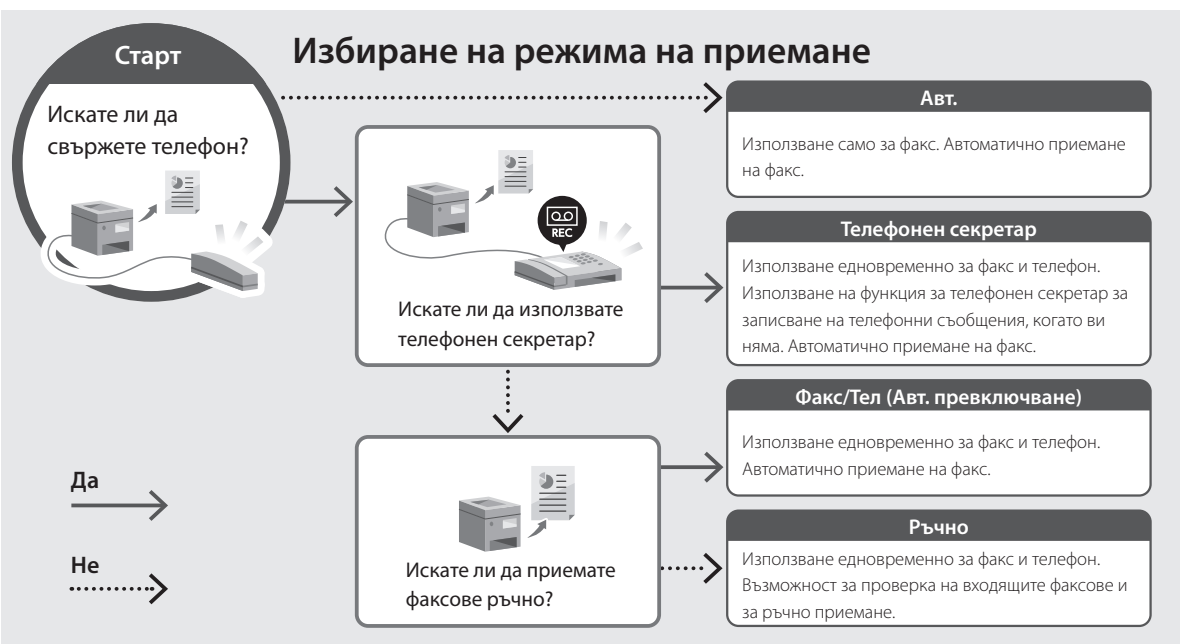 Избиране на режима на приемане
Старт
Искате ли да
свържете телефон?
Авт.
Използване само за факс. Автоматично приемане
на факс.
REC
Искате ли да използвате
телефонен секретар?
Телефонен секретар
Използване едновременно за факс и телефон.
Използване на функция за телефонен секретар за
записване на телефонни съобщения, когато ви
няма. Автоматично приемане на факс.
Искате ли да приемате
факсове ръчно?
Факс/Тел (Авт. превключване)
Използване едновременно за факс и телефон.
Автоматично приемане на факс.
Ръчно
Използване едновременно за факс и телефон.
Възможност за проверка на входящите факсове и
за ръчно приемане.
Да
Не